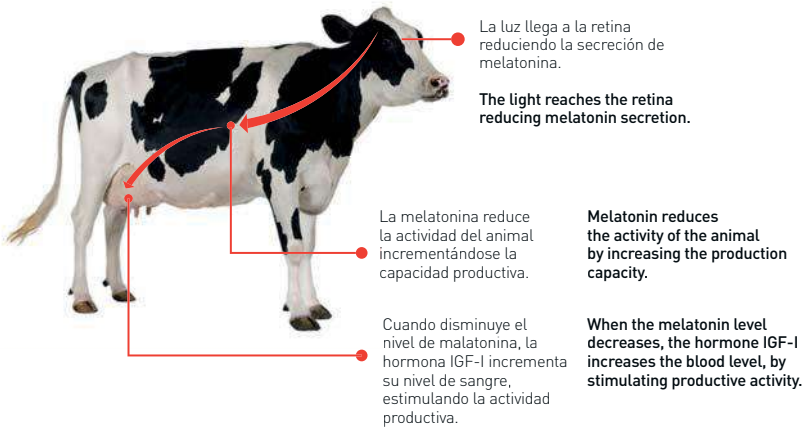 La luz llega a la retina
reduciendo la secreción de
melatonina.
The light reaches the retina
reducing melatonin secretion.
La melatonina reduce
la actividad del animal
incrementándose la
capacidad productiva.
Melatonin reduces
the activity of the animal
by increasing the production
capacity.
Cuando disminuye el
nivel de malatonina, la
hormona IGF-I incrementa
su nivel de sangre,
estimulando la actividad
productiva.
When the melatonin level
decreases, the hormone IGF-I
increases the blood level, by
stimulating productive activity.